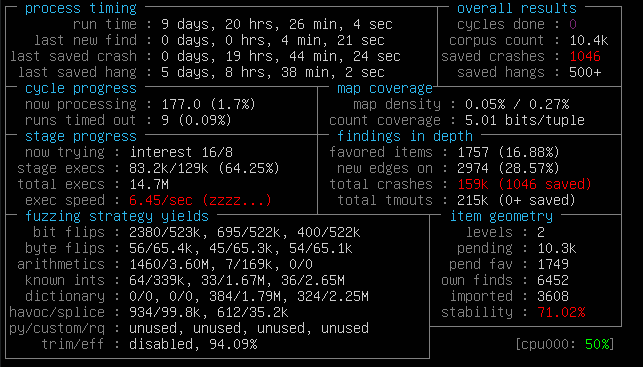 process timing
overall results
run time : 9 days, 20 hrs, 26 min, 4 sec
cycles done : 0
last new find : 0 days, 0 hrs, 4 min, 21 sec
corpus count : 10.4k
last saved crash : 0 days, 19 hrs, 44 min, 24 sec
saved crashes : 1046
last saved hang : 5 days, 8 hrs, 38 min, 2 sec
saved hangs : 500+
cycle progress
map coverage
now processing : 177.0 (1.7%)
map density : 0.05% / 0.27%
runs timed out : 9 (0.09%)
count coverage : 5.01 bits/tuple
stage progress
findings in depth
now trying : interest 16/8
favored items : 1757 (16.88%)
stage execs : 83.2k/129k (64.25%)
new edges on : 2974 (28.57%)
total execs : 14.7M
total crashes : 159k (1046 saved)
exec speed : 6.45/sec (zzzz...)
total tmouts : 215k (0+ saved)
fuzzing strategy yields
item geometry
bit flips : 2380/523k, 695/522k, 400/522k
levels : 2
byte flips : 56/65.4k, 45/65.3k, 54/65.1k
pending : 10.3k
arithmetics : 1460/3.60M, 7/169k, 0/0
pend fav : 1749
known ints : 64/339k, 33/1.67M, 36/2.65M
own finds : 6452
dictionary : 0/0, 0/0, 384/1.79M, 324/2.25M
imported : 3608
havoc/splice : 934/99.8k, 612/35.2k
stability : 71.02%
py/custom/rq : unused, unused, unused, unused
trim/eff : disabled, 94.09%
[cpu000: 50%]